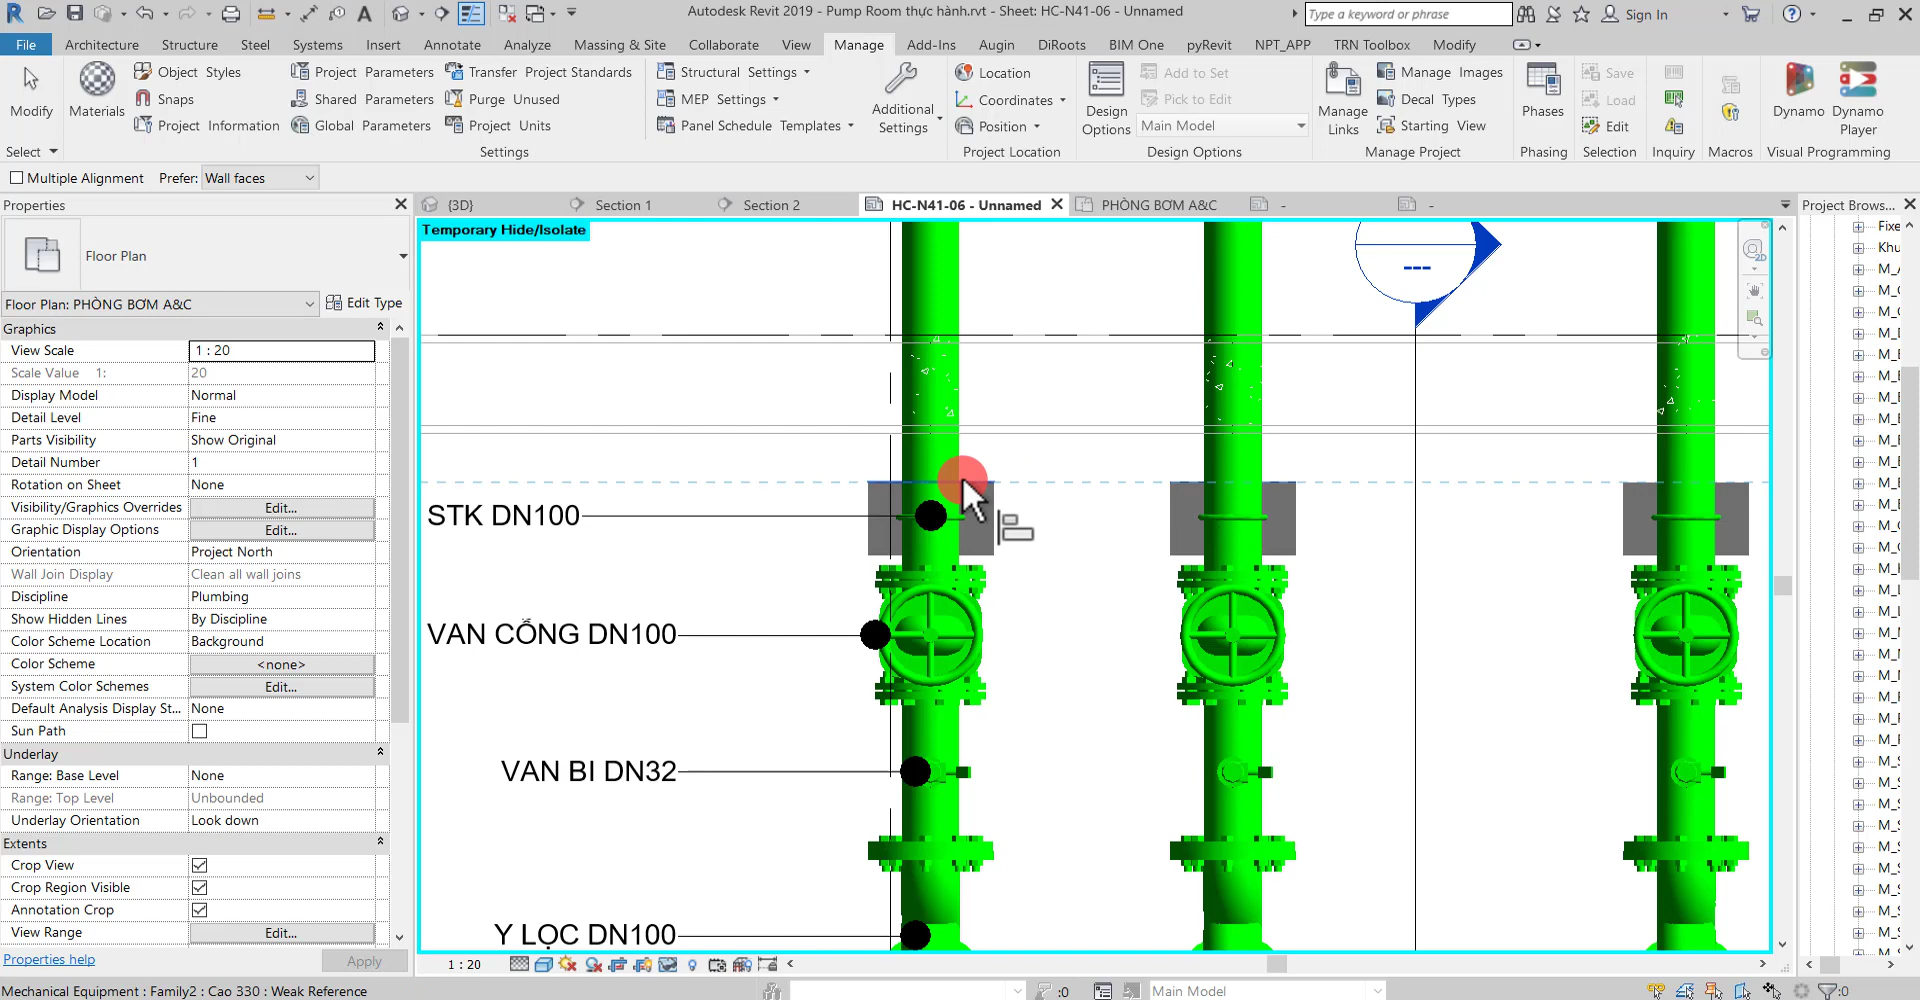 Autodesk Revit 2019 - Pump Room thực hành.rvt - Sheet: HC-N41-06 - Unnamed
Type a keyword or phrase
Sign In
File Architecture Structure Steel Systems Insert Annotate Analyze Massing & Site Collaborate View Manage Add-Ins Augin DiRoots BIM One pyRevit NPT_APP TRN Toolbox Modify
Object Styles Project Parameters Transfer Project Standards Structural Settings Location Add to Set Manage Images Save
Modify Materials Snaps Shared Parameters Purge Unused MEP Settings Additional Settings Coordinates Design Options Pick to Edit Manage Links Decal Types Phases Load Dynamo Dynamo Player
Project Information Global Parameters Project Units Panel Schedule Templates Position Main Model Starting View Edit
Select Settings Project Location Design Options Manage Project Phasing Selection Inquiry Macros Visual Programming
Multiple Alignment Prefer: Wall faces
Properties
{3D} Section 1 Section 2 HC-N41-06 - Unnamed PHÒNG BƠM A&C - - Project Brows...
Floor Plan
Floor Plan: PHÒNG BƠM A&C Edit Type
Graphics
View Scale 1 : 20
Scale Value 1: 20
Display Model Normal
Detail Level Fine
Parts Visibility Show Original
Detail Number 1
Rotation on Sheet None
Visibility/Graphics Overrides Edit...
Graphic Display Options Edit...
Orientation Project North
Wall Join Display Clean all wall joins
Discipline Plumbing
Show Hidden Lines By Discipline
Color Scheme Location Background
Color Scheme <none>
System Color Schemes Edit...
Default Analysis Display St... None
Sun Path
Underlay
Range: Base Level None
Range: Top Level Unbounded
Underlay Orientation Look down
Extents
Crop View
Crop Region Visible
Annotation Crop
View Range Edit...
Properties help Apply
Temporary Hide/Isolate
2D
---
STK DN100
VAN CỔNG DN100
VAN BI DN32
Y LỌC DN100
Fixe
Khu
1 : 20
Mechanical Equipment : Family2 : Cao 330 : Weak Reference
:0
Main Model
:0